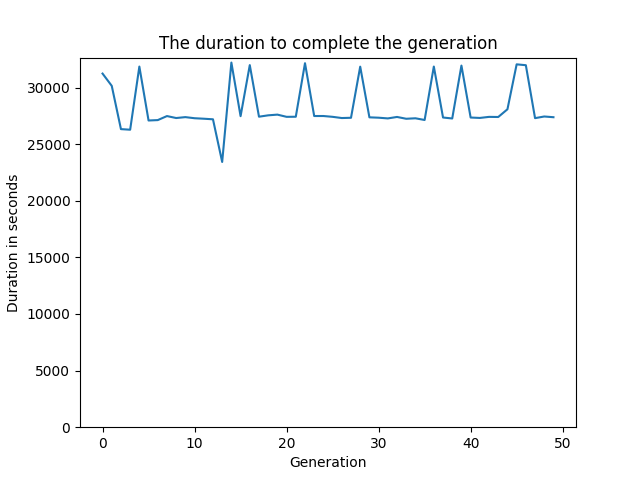 The duration to complete the generation
30000
25000
20000
15000
10000
5000
0
Duration in seconds
0 10 20 30 40 50
Generation